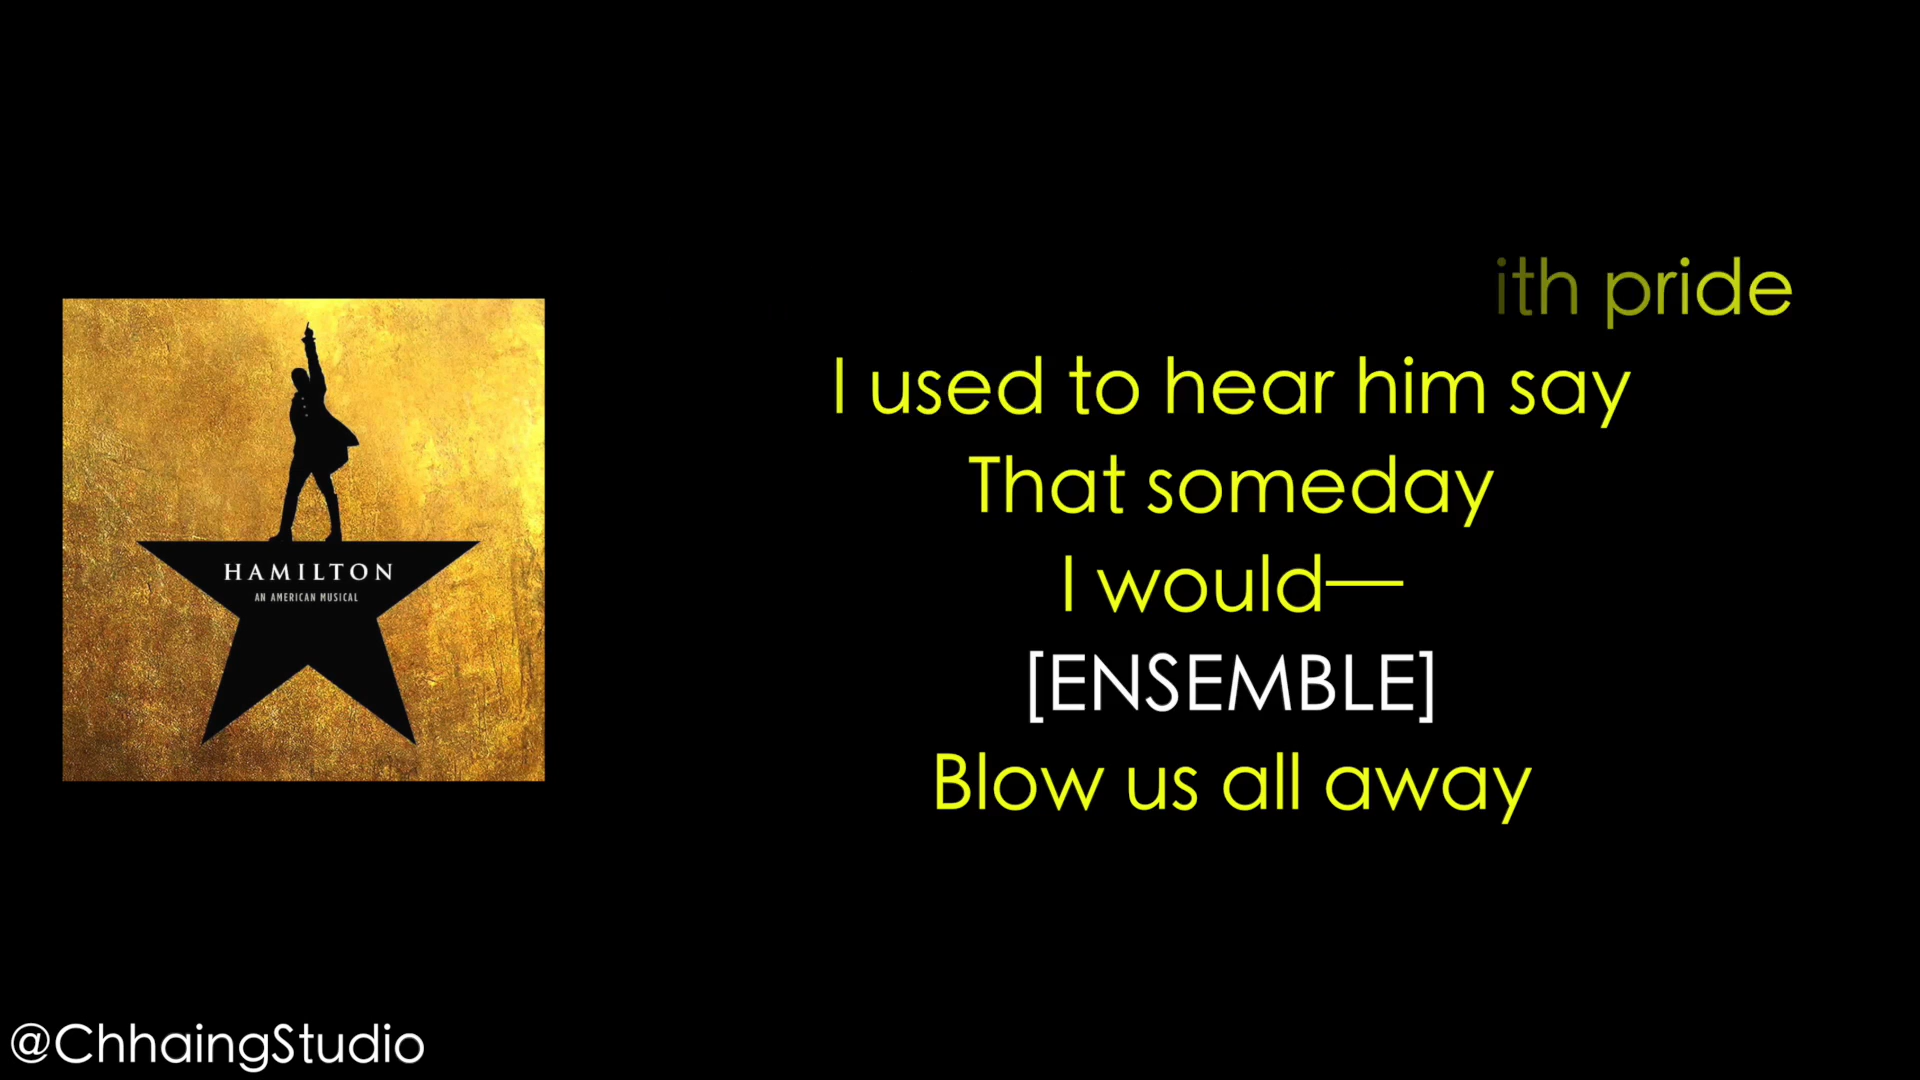 ith pride
I used to hear him say
That someday
I would—
[ENSEMBLE]
Blow us all away
HAMILTON
AN AMERICAN MUSICAL
@ChhaingStudio